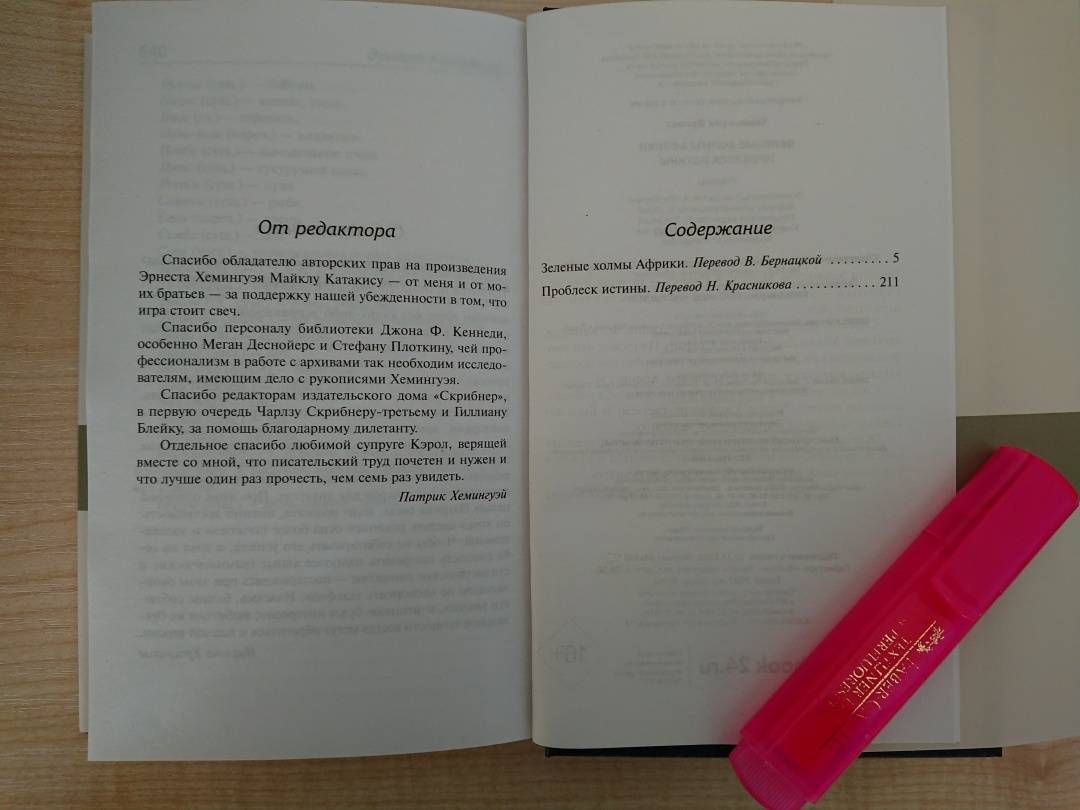 От редактора
Спасибо обладателю авторских прав на произведения
Эрнеста Хемингуэя Майклу Катакису — от меня и от мо-
их братьев — за поддержку нашей убежденности в том, что
игра стоит свеч.
Спасибо персоналу библиотеки Джона Ф. Кеннеди,
особенно Меган Деснойерс и Стефану Плоткину, чей про-
фессионализм в работе с архивами так необходим исследо-
вателям, имеющим дело с рукописями Хемингуэя.
Спасибо редакторам издательского дома «Скрибнер»,
в первую очередь Чарлзу Скрибнеру-третьему и Гиллиану
Блейку, за помощь благодарному дилетанту.
Отдельное спасибо любимой супруге Кэрол, верящей
вместе со мной, что писательский труд почетен и нужен и
что лучше один раз прочесть, чем семь раз увидеть.
Патрик Хемингуэй
Содержание
Зеленые холмы Африки. Перевод В. Бернацкой ......... 5
Проблеск истины. Перевод Н. Красникова ............ 211
FABER-CA
TEXTLINER